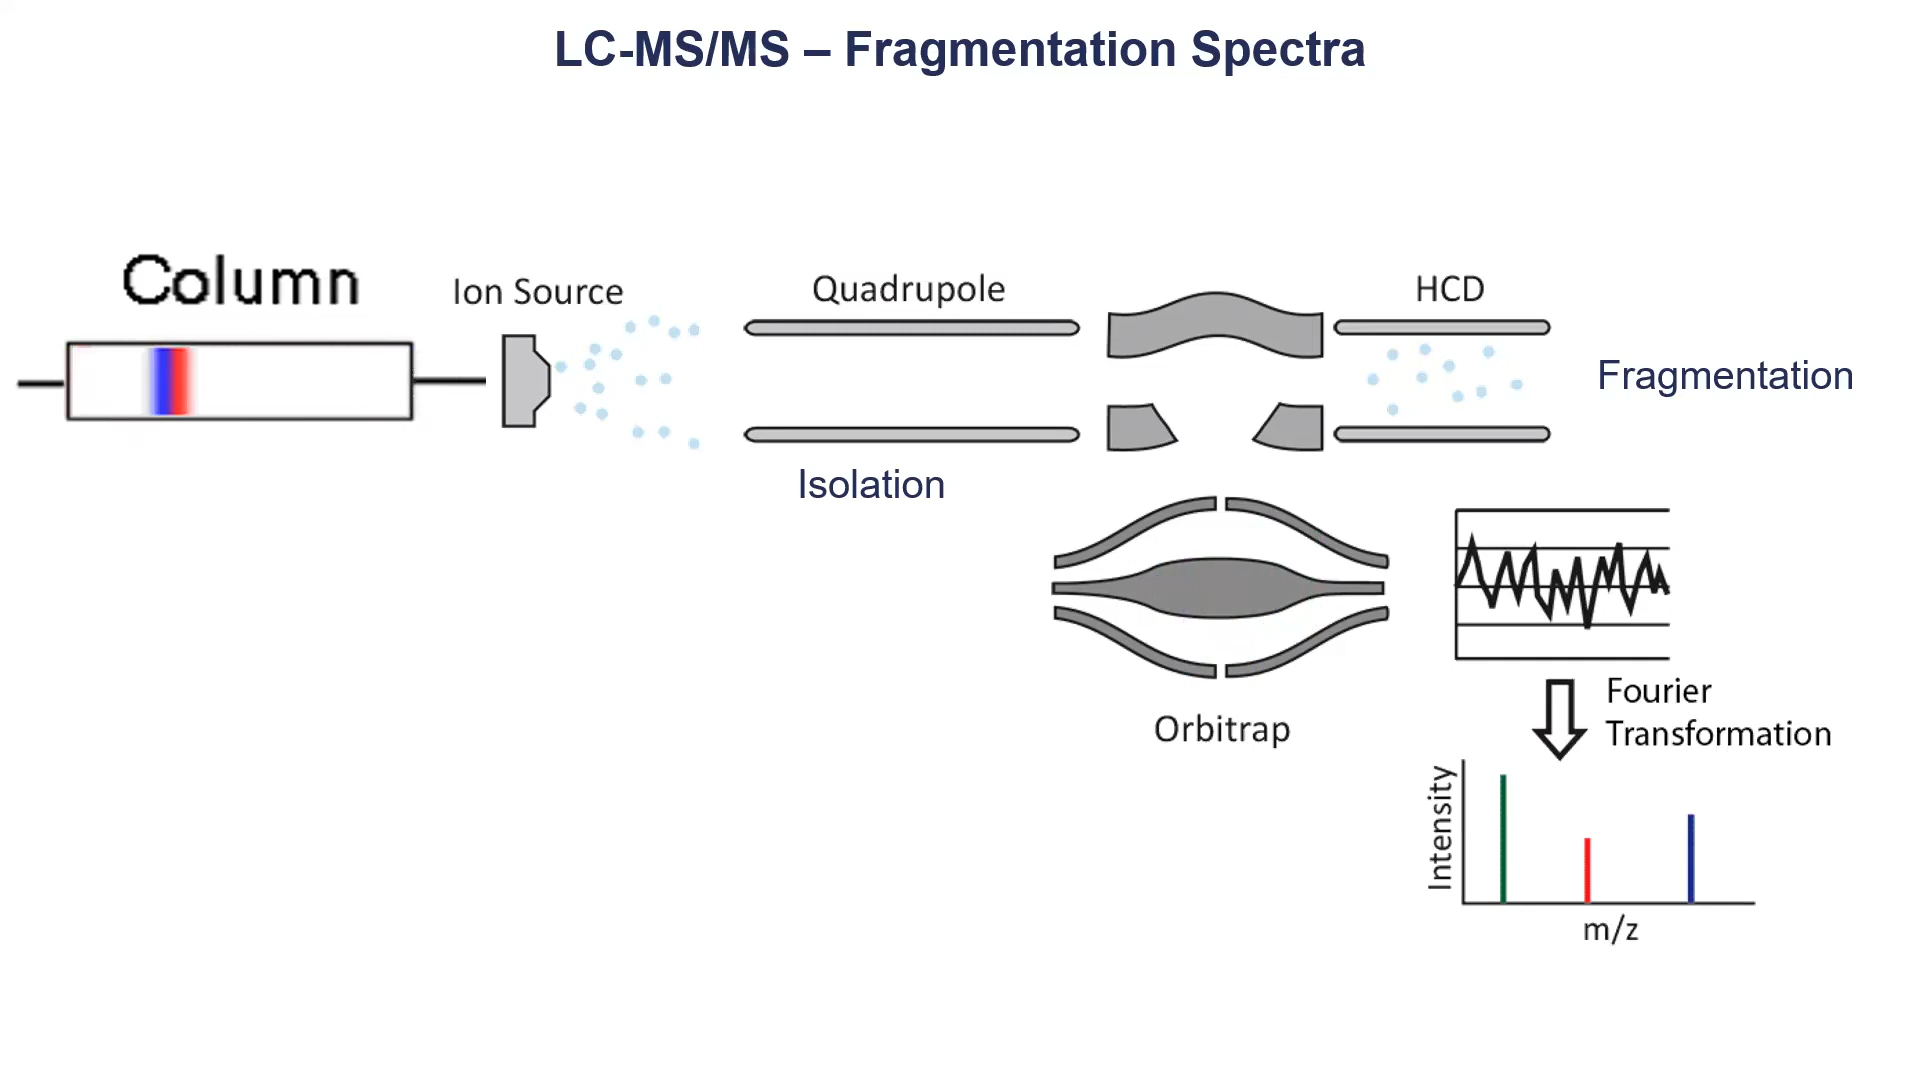 LC-MS/MS – Fragmentation Spectra
Column
Ion Source
Quadrupole
HCD
Fragmentation
Isolation
Orbitrap
Fourier
Transformation
Intensity
m/z